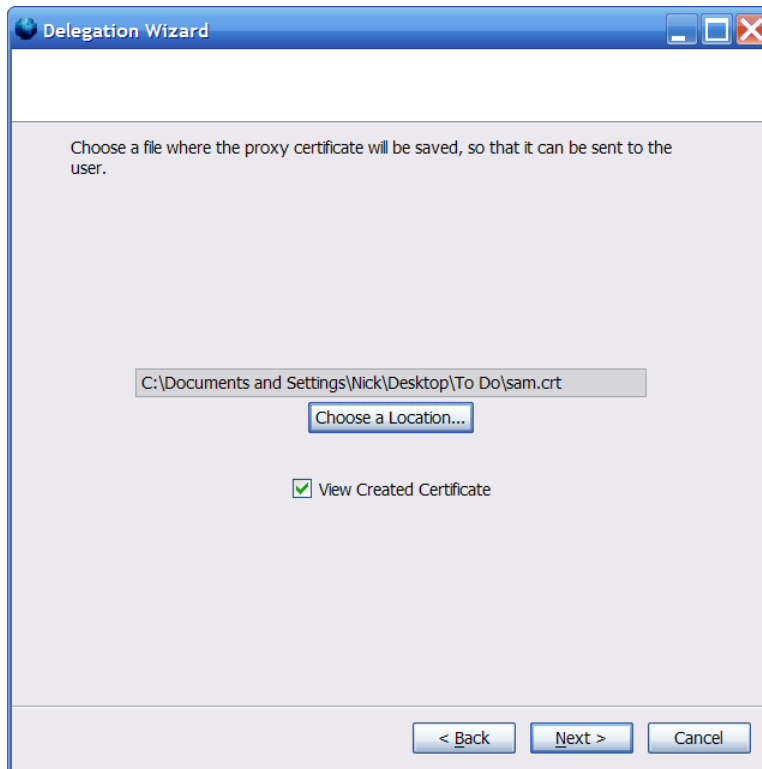 Delegation Wizard
Choose a file where the proxy certificate will be saved, so that it can be sent to the
user.
C:\Documents and Settings\Nick\Desktop\To Do\sam.crt
Choose a Location...
View Created Certificate
< Back
Next >
Cancel